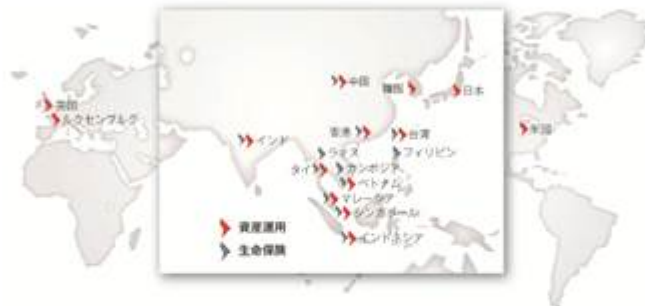 中国
韓国
日本
英国
ルクセンブルグ
米国
香港
台湾
インド
ラオス
フィリピン
タイ
カンボジア
ベトナム
マレーシア
シンガポール
インドネシア
資産運用
生命保険